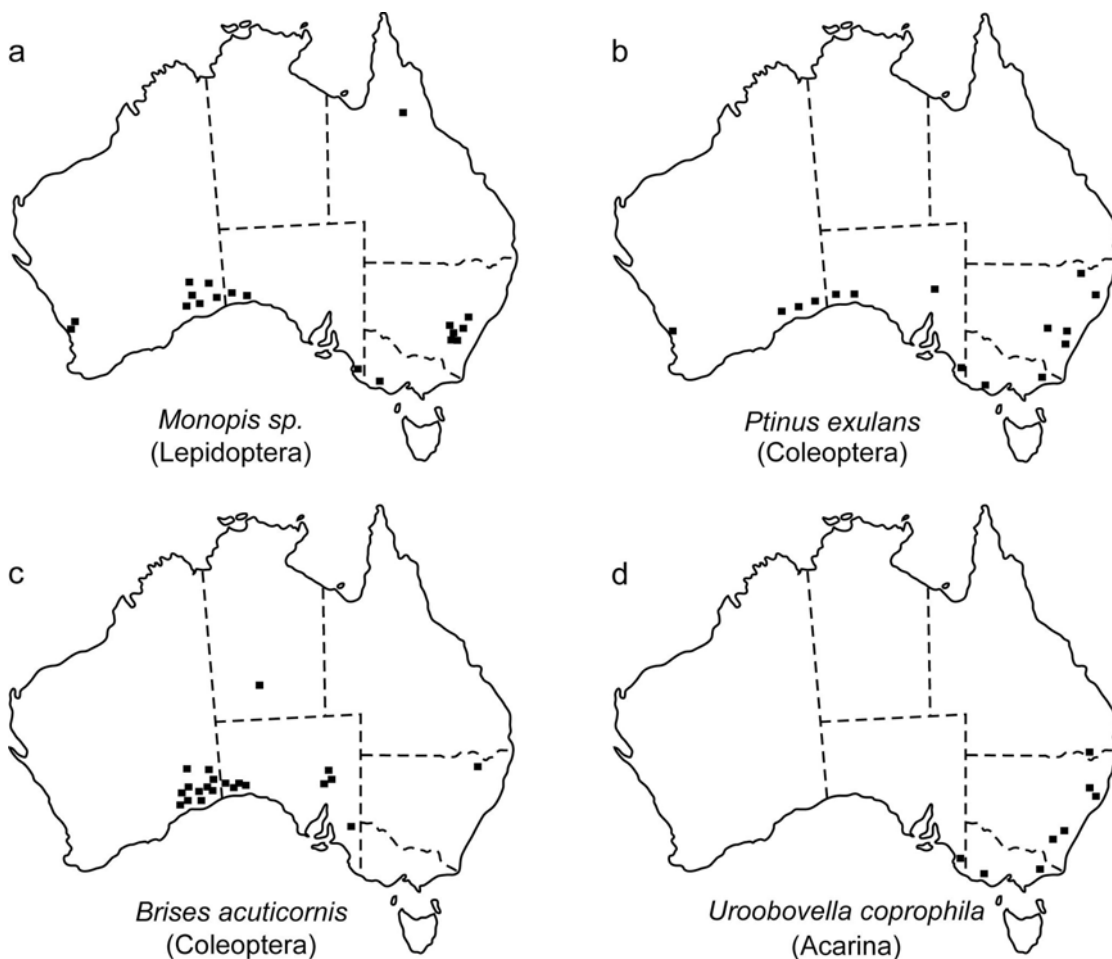 a
Monopis sp.
(Lepidoptera)
b
Ptinus exulans
(Coleoptera)
c
Brises acuticornis
(Coleoptera)
d
Uroobovella coprophila
(Acarina)